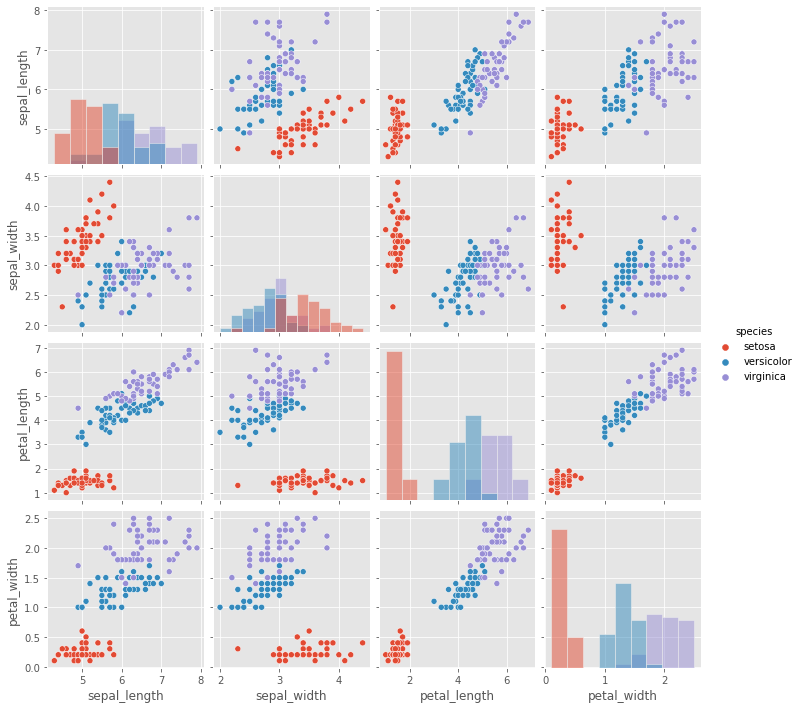 8
7
6
5
sepal_length
4.5
4.0
3.5
3.0
2.5
2.0
sepal_width
7
6
5
4
3
2
1
petal_length
2.5
2.0
1.5
1.0
0.5
0.0
petal_width
5 6 7 8
sepal_length
2 3 4
sepal_width
2 4 6
petal_length
0 1 2
petal_width
species
setosa
versicolor
virginica